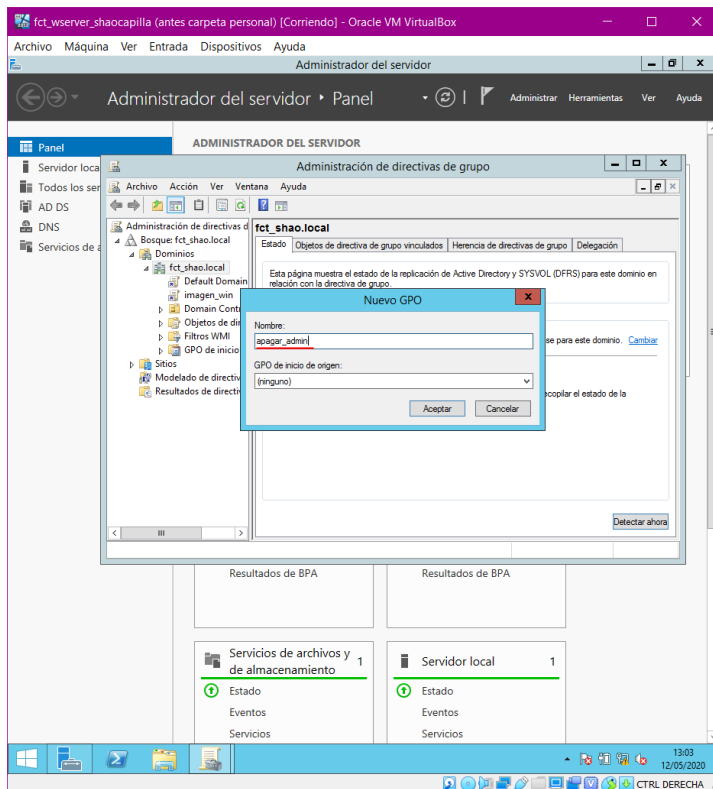 fct_wserver_shaocapilla (antes carpeta personal) [Corriendo] - Oracle VM VirtualBox
Archivo Máquina Ver Entrada Dispositivos Ayuda
Administrador del servidor
Administrador del servidor ‣ Panel
Administrar Herramientas Ver Ayuda
Panel
Servidor loca
Todos los ser
AD DS
DNS
Servicios de a
ADMINISTRADOR DEL SERVIDOR
Administración de directivas de grupo
Archivo Acción Ver Ventana Ayuda
Administración de directivas d
Bosque: fct_shao.local
Dominios
fct_shao.local
Default Domain
imagen_win
Domain Contr
Objetos de dir
Filtros WMI
GPO de inicio
Sitios
Modelado de directiv
Resultados de directi
fct_shao.local
Estado Objetos de directiva de grupo vinculados Herencia de directivas de grupo Delegación
Esta página muestra el estado de la replicación de Active Directory y SYSVOL (DFRS) para este dominio en
relación con la directiva de grupo.
se para este dominio. Cambiar
ecopilar el estado de la
Detectar ahora
Nuevo GPO
Nombre:
apagar_admin
GPO de inicio de origen:
(ninguno)
Aceptar Cancelar
Resultados de BPA
Resultados de BPA
Servicios de archivos y
de almacenamiento
1
Estado
Eventos
Servicios
Servidor local 1
Estado
Eventos
Servicios
13:03
12/05/2020
CTRL DERECHA